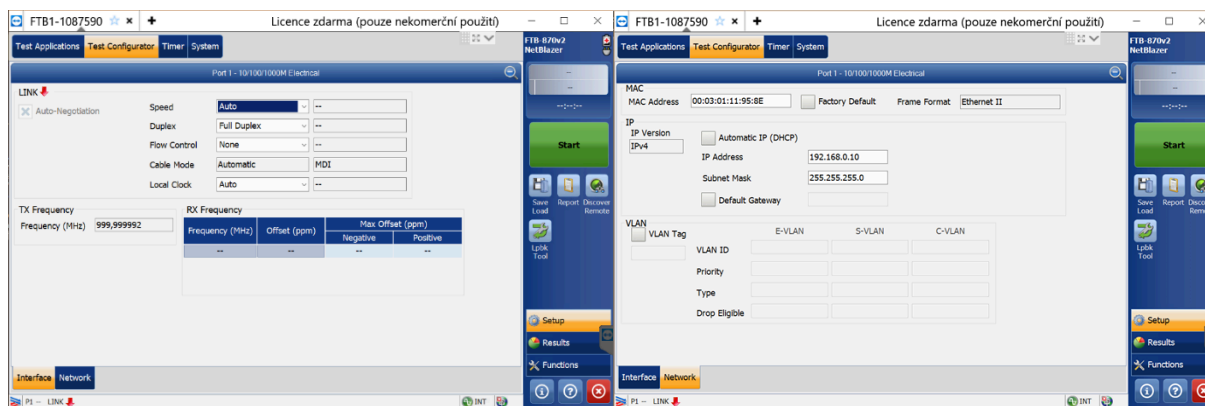 FTB1-1087590
Licence zdarma (pouze nekomerční použití)
Test Applications Test Configurator Timer System
FTB-870v2
NetBlazer
Port 1 - 10/100/1000M Electrical
LINK
Auto-Negotiation
Speed Auto --
Duplex Full Duplex --
Flow Control None --
Cable Mode Automatic MDI
Local Clock Auto --
TX Frequency
Frequency (MHz) 999,999992
RX Frequency
Frequency (MHz) Offset (ppm) Max Offset (ppm)
Negative Positive
-- -- -- --
--
--
--:--:--
Start
Save Load
Report
Discover Remote
Lpbk Tool
Setup
Results
Functions
Interface Network
P1 -- LINK
INT
FTB1-1087590
Licence zdarma (pouze nekomerční použití)
Test Applications Test Configurator Timer System
FTB-870v2
NetBlazer
Port 1 - 10/100/1000M Electrical
MAC
MAC Address 00:03:01:11:95:8E Factory Default Frame Format Ethernet II
IP
IP Version
IPv4
Automatic IP (DHCP)
IP Address 192.168.0.10
Subnet Mask 255.255.255.0
Default Gateway
VLAN
VLAN Tag E-VLAN S-VLAN C-VLAN
VLAN ID
Priority
Type
Drop Eligible
--
--
--:--:--
Start
Save Load
Report
Disco
Rem
Lpbk Tool
Setup
Results
Functions
Interface Network
P1 -- LINK
INT